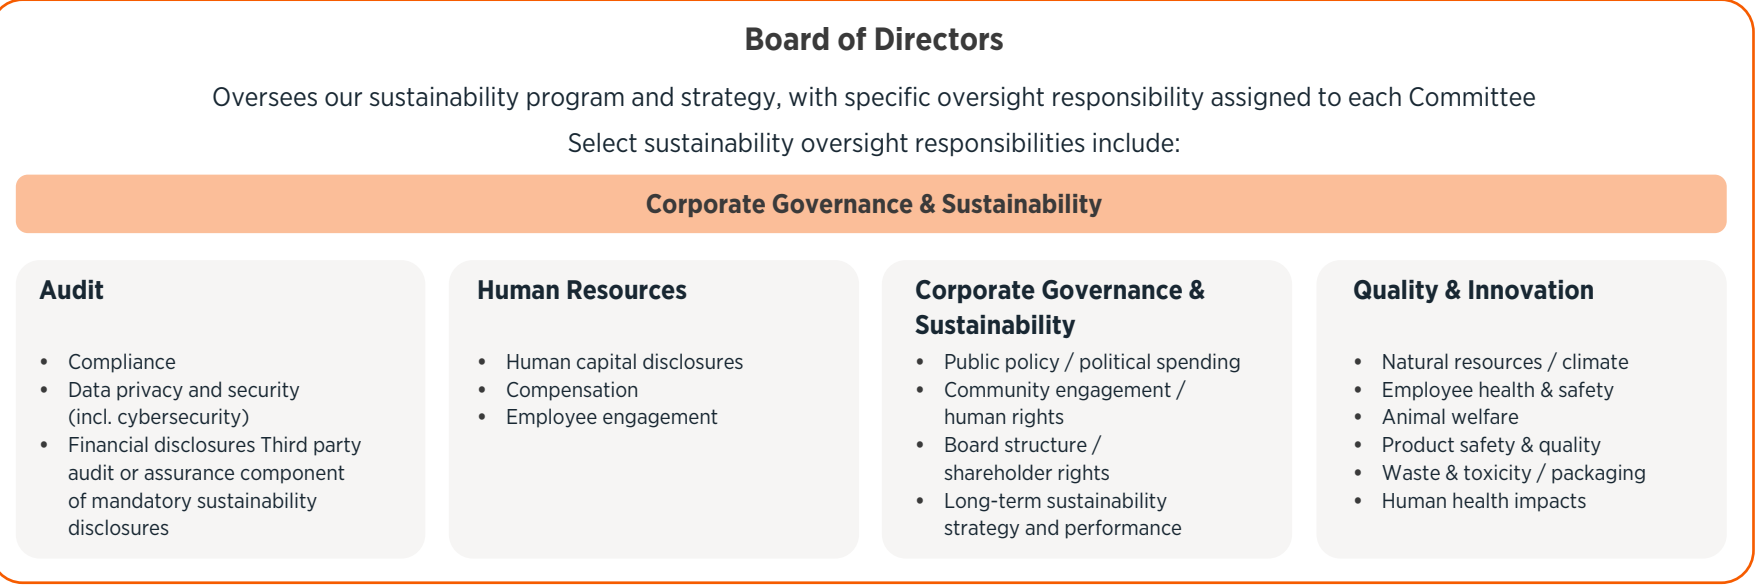 Board of Directors
Oversees our sustainability program and strategy, with specific oversight responsibility assigned to each Committee
Select sustainability oversight responsibilities include:
Corporate Governance & Sustainability
Audit
• Compliance
• Data privacy and security
(incl. cybersecurity)
• Financial disclosures Third party
audit or assurance component
of mandatory sustainability
disclosures
Human Resources
• Human capital disclosures
• Compensation
• Employee engagement
Corporate Governance &
Sustainability
• Public policy / political spending
• Community engagement /
human rights
• Board structure /
shareholder rights
• Long-term sustainability
strategy and performance
Quality & Innovation
• Natural resources / climate
• Employee health & safety
• Animal welfare
• Product safety & quality
• Waste & toxicity / packaging
• Human health impacts